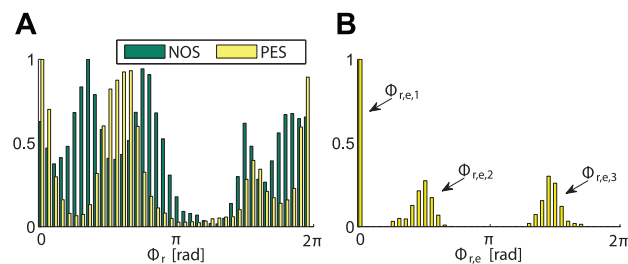 A
NOS PES
1
0.5
0
0 π 2π
Φr [rad]
B
1
0.5
0
Φr,e,1
Φr,e,2
Φr,e,3
0 π 2π
Φr,e [rad]